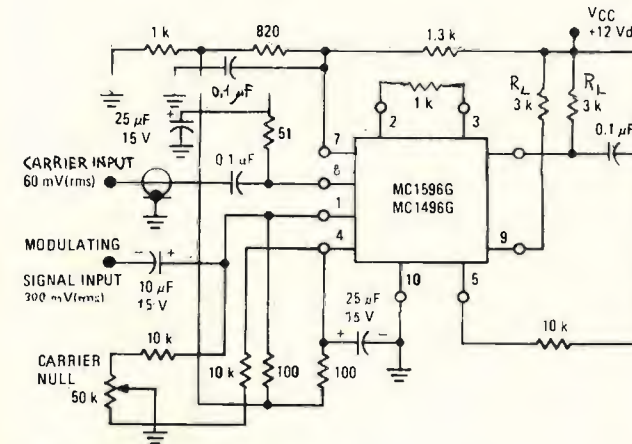 1 k
820
1.3 k
VCC
+12 Vd
0.1 μF
1 k
RL
3 k
RL
3 k
25 μF
15 V
+
51
2
3
0.1 μF
CARRIER INPUT
60 mV(rms)
0.1 μF
7
8
1
4
MC1596G
MC1496G
9
MODULATING
SIGNAL INPUT
300 mV(rms)
- +
10 μF
15 V
10
5
25 μF
15 V
+ -
10 k
10 k
CARRIER
NULL
50 k
10 k
100
100